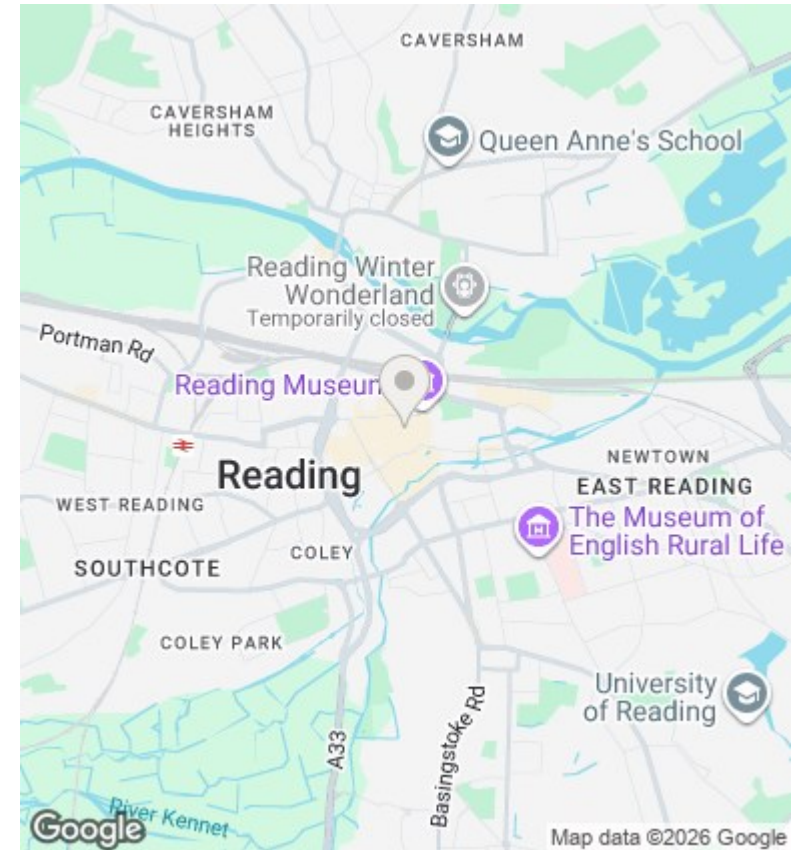 CAVERSHAM
CAVERSHAM
HEIGHTS
Queen Anne's School
Reading Winter
Wonderland
Temporarily closed
Portman Rd
Reading Museum
Reading
NEWTOWN
EAST READING
WEST READING
The Museum of
English Rural Life
COLEY
SOUTHCOTE
COLEY PARK
University
of Reading
Basingstoke Rd
A33
River Kennet
Google
Map data ©2026 Google